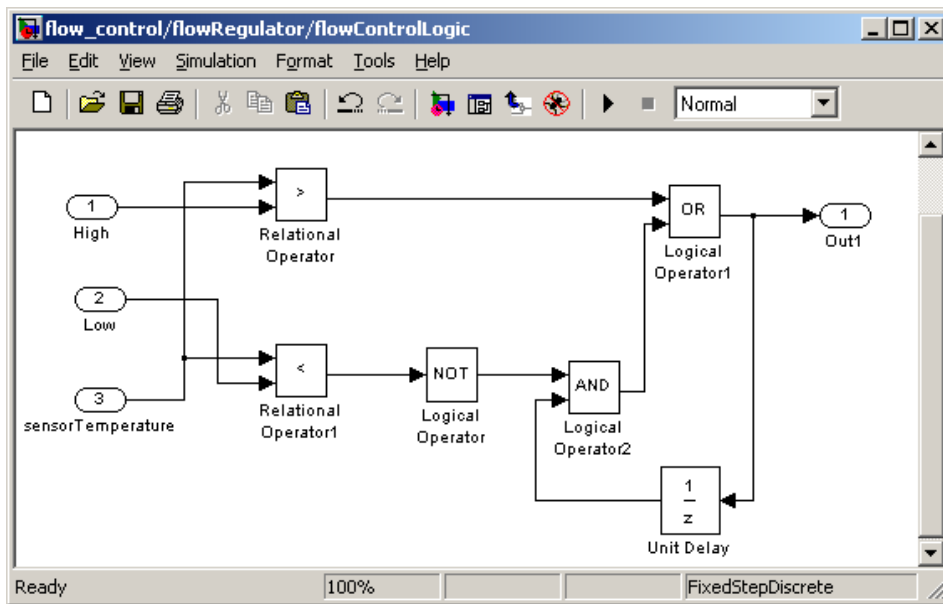 flow_control/flowRegulator/flowControlLogic
File Edit View Simulation Format Tools Help
Normal
1
High
>
Relational
Operator
OR
Logical
Operator1
1
Out1
2
Low
3
sensorTemperature
<
Relational
Operator1
NOT
Logical
Operator
AND
Logical
Operator2
1
z
Unit Delay
Ready 100% FixedStepDiscrete